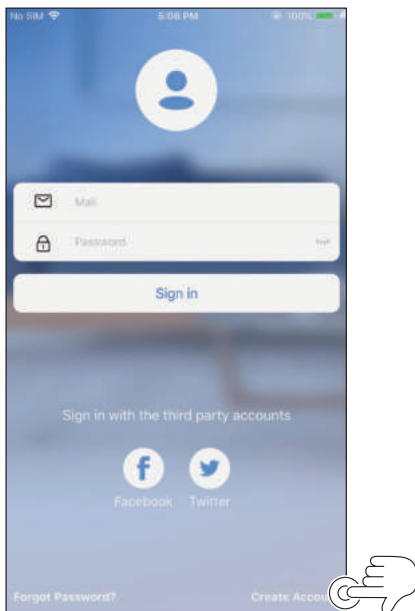 No SIM 5:08 PM 100%
Mail
Password
Sign in
Sign in with the third party accounts
Facebook Twitter
Forgot Password? Create Accou